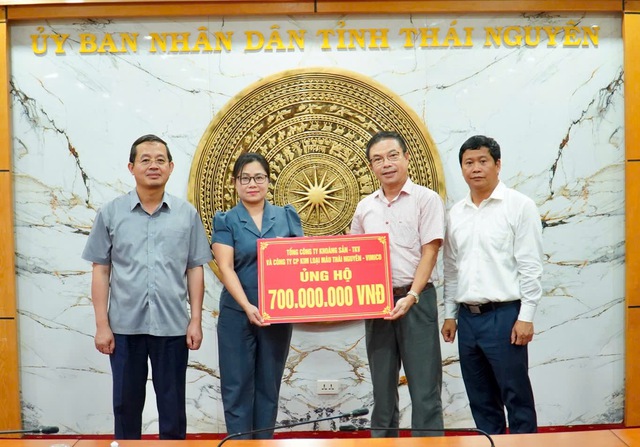 ỦY BAN NHÂN DÂN TỈNH THÁI NGUYÊN
TỔNG CÔNG TY KHOÁNG SẢN - TKV
VÀ CÔNG TY CP KIM LOẠI MÀU THÁI NGUYÊN - VIMICO
ỦNG HỘ
700.000.000 VNĐ